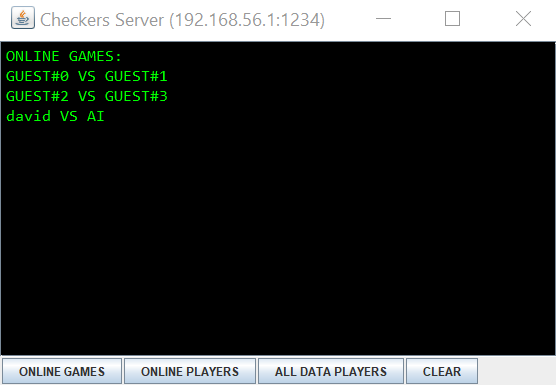 Checkers Server (192.168.56.1:1234)
ONLINE GAMES:
GUEST#0 VS GUEST#1
GUEST#2 VS GUEST#3
david VS AI
ONLINE GAMES ONLINE PLAYERS ALL DATA PLAYERS CLEAR